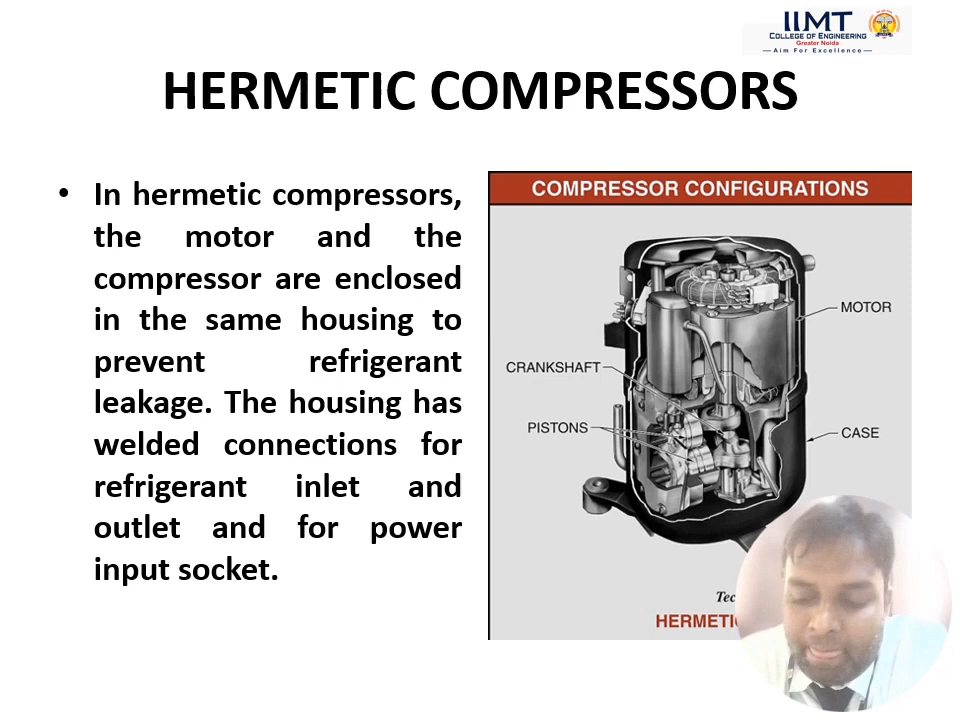 IIMT
COLLEGE OF ENGINEERING
Greater Noida
Aim For Excellence
HERMETIC COMPRESSORS
• In hermetic compressors,
the motor and the
compressor are enclosed
in the same housing to
prevent refrigerant
leakage. The housing has
welded connections for
refrigerant inlet and
outlet and for power
input socket.
COMPRESSOR CONFIGURATIONS
MOTOR
CRANKSHAFT
PISTONS
CASE